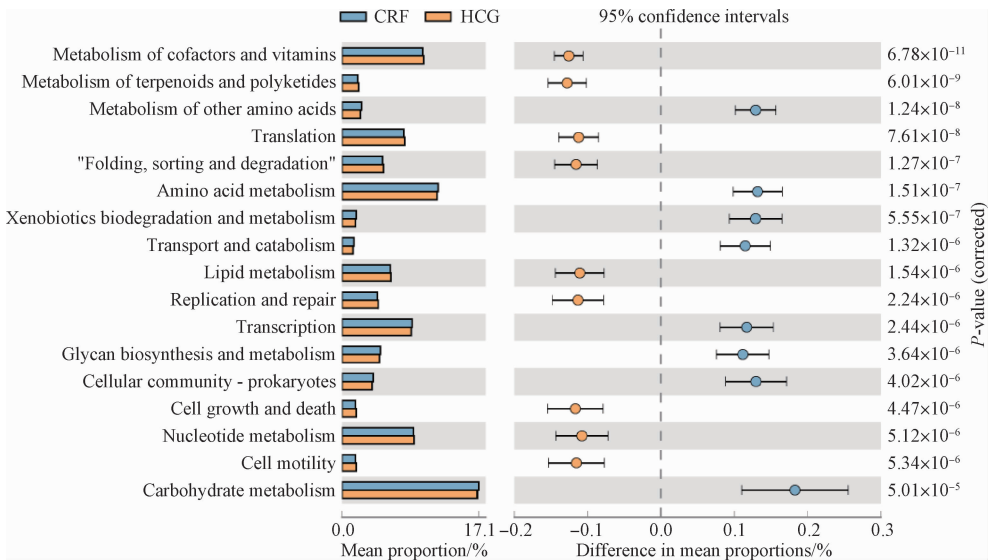 CRF HCG 95% confidence intervals
Metabolism of cofactors and vitamins 6.78×10⁻¹¹
Metabolism of terpenoids and polyketides 6.01×10⁻⁹
Metabolism of other amino acids 1.24×10⁻⁸
Translation 7.61×10⁻⁸
"Folding, sorting and degradation" 1.27×10⁻⁷
Amino acid metabolism 1.51×10⁻⁷
Xenobiotics biodegradation and metabolism 5.55×10⁻⁷
Transport and catabolism 1.32×10⁻⁶
Lipid metabolism 1.54×10⁻⁶
Replication and repair 2.24×10⁻⁶
Transcription 2.44×10⁻⁶
Glycan biosynthesis and metabolism 3.64×10⁻⁶
Cellular community - prokaryotes 4.02×10⁻⁶
Cell growth and death 4.47×10⁻⁶
Nucleotide metabolism 5.12×10⁻⁶
Cell motility 5.34×10⁻⁶
Carbohydrate metabolism 5.01×10⁻⁵
P-value (corrected)
0.0 17.1 −0.2 −0.1 0.0 0.1 0.2 0.3
Mean proportion/% Difference in mean proportions/%